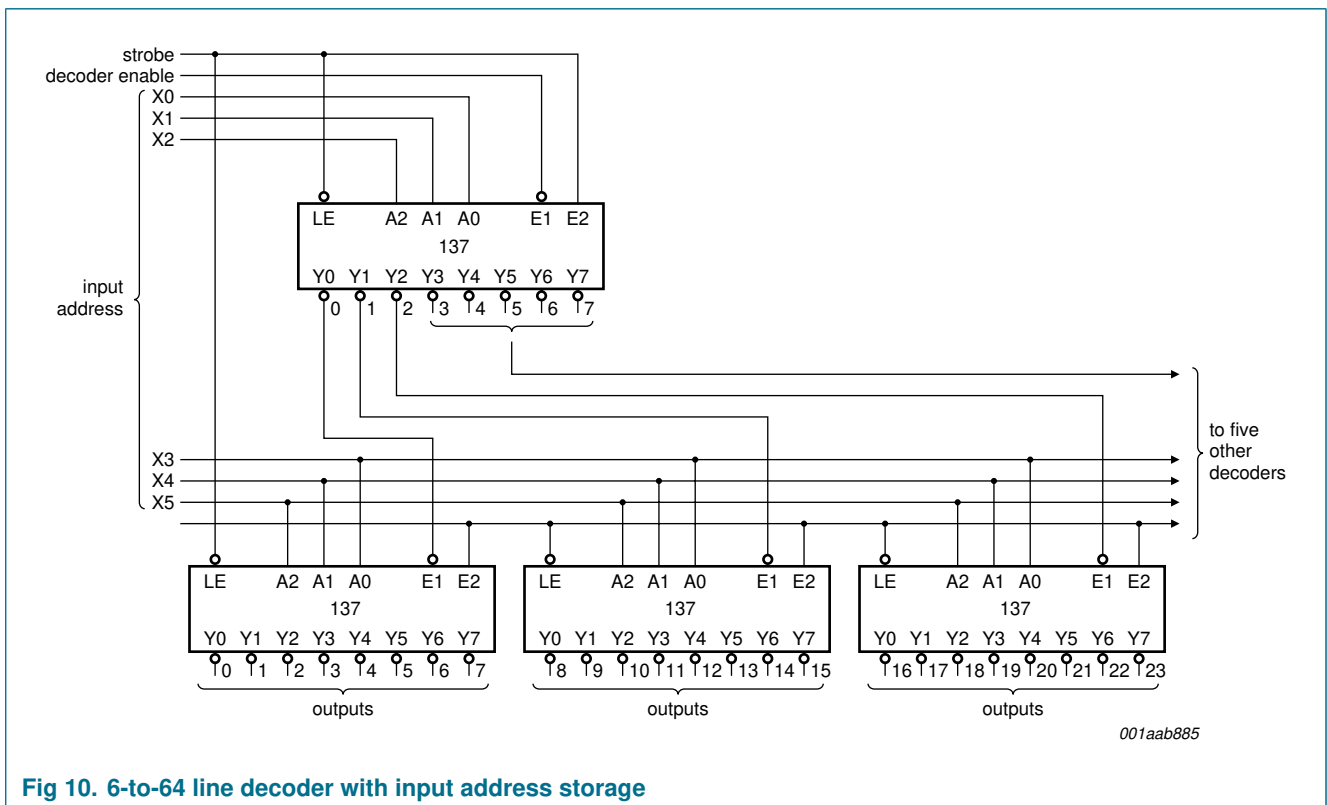 strobe
decoder enable
X0
X1
X2
LE A2 A1 A0 E1 E2
137
Y0 Y1 Y2 Y3 Y4 Y5 Y6 Y7
0 1 2 3 4 5 6 7
input
address
to five
other
decoders
X3
X4
X5
LE A2 A1 A0 E1 E2 LE A2 A1 A0 E1 E2 LE A2 A1 A0 E1 E2
137 137 137
Y0 Y1 Y2 Y3 Y4 Y5 Y6 Y7 Y0 Y1 Y2 Y3 Y4 Y5 Y6 Y7 Y0 Y1 Y2 Y3 Y4 Y5 Y6 Y7
0 1 2 3 4 5 6 7 8 9 10 11 12 13 14 15 16 17 18 19 20 21 22 23
outputs outputs outputs
001aab885
Fig 10. 6-to-64 line decoder with input address storage